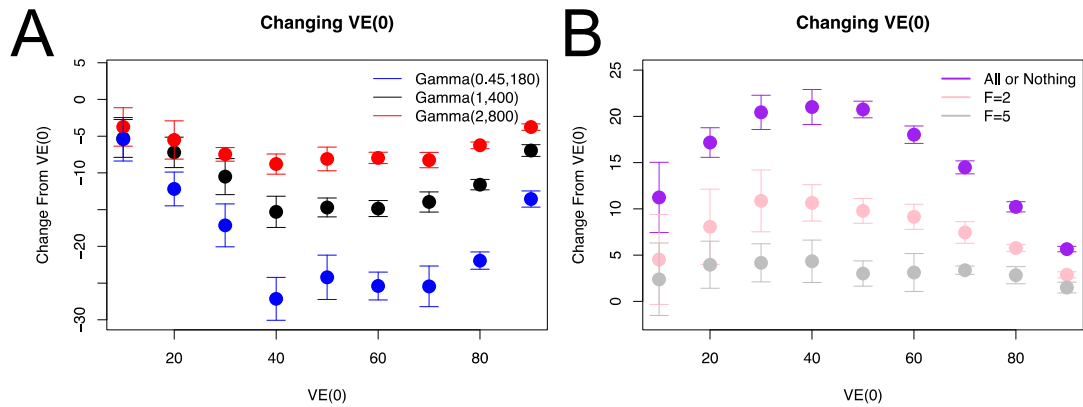 A
Changing VE(0)
Change From VE(0)
5
0
−5
−10
−20
−30
Gamma(0.45,180)
Gamma(1,400)
Gamma(2,800)
20
40
60
80
VE(0)
B
Changing VE(0)
Change From VE(0)
25
20
15
10
5
0
All or Nothing
F=2
F=5
20
40
60
80
VE(0)